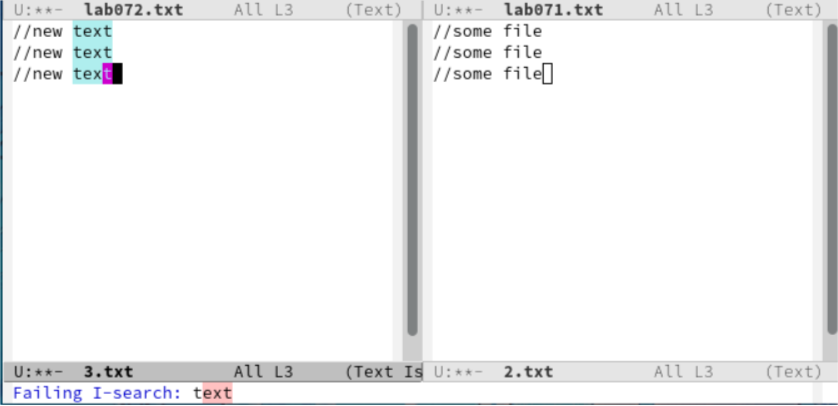 U:**-  lab072.txt     All L3     (Text)
U:**-  lab071.txt     All L3     (Text)
//new text
//new text
//new text
//some file
//some file
//some file
U:**-  3.txt          All L3     (Text Is
U:**-  2.txt          All L3     (Text)
Failing I-search: text